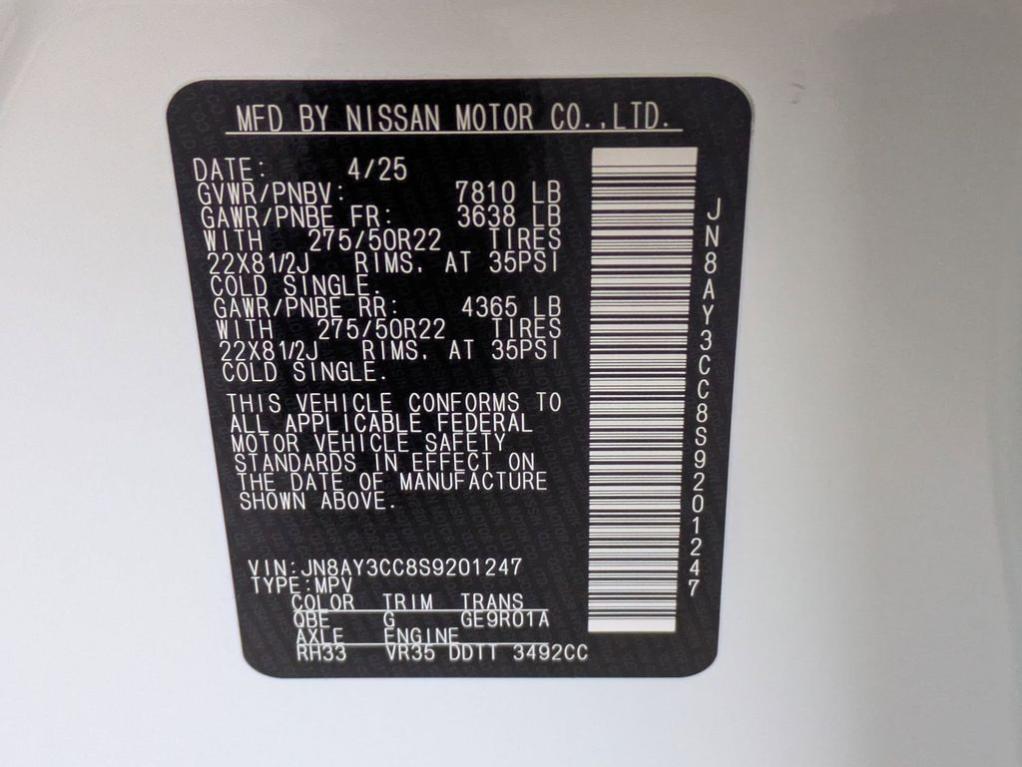 MFD BY NISSAN MOTOR CO.,LTD.
DATE: 4/25
GVWR/PNBV: 7810 LB
GAWR/PNBE FR: 3638 LB
WITH 275/50R22 TIRES
22X81/2J RIMS. AT 35PSI
COLD SINGLE.
GAWR/PNBE RR: 4365 LB
WITH 275/50R22 TIRES
22X81/2J RIMS. AT 35PSI
COLD SINGLE.
THIS VEHICLE CONFORMS TO
ALL APPLICABLE FEDERAL
MOTOR VEHICLE SAFETY
STANDARDS IN EFFECT ON
THE DATE OF MANUFACTURE
SHOWN ABOVE.
VIN:JN8AY3CC8S9201247
TYPE:MPV
COLOR TRIM TRANS
QBE G GE9R01A
AXLE ENGINE
RH33 VR35 DDTT 3492CC
JN8AY3CC8S9201247